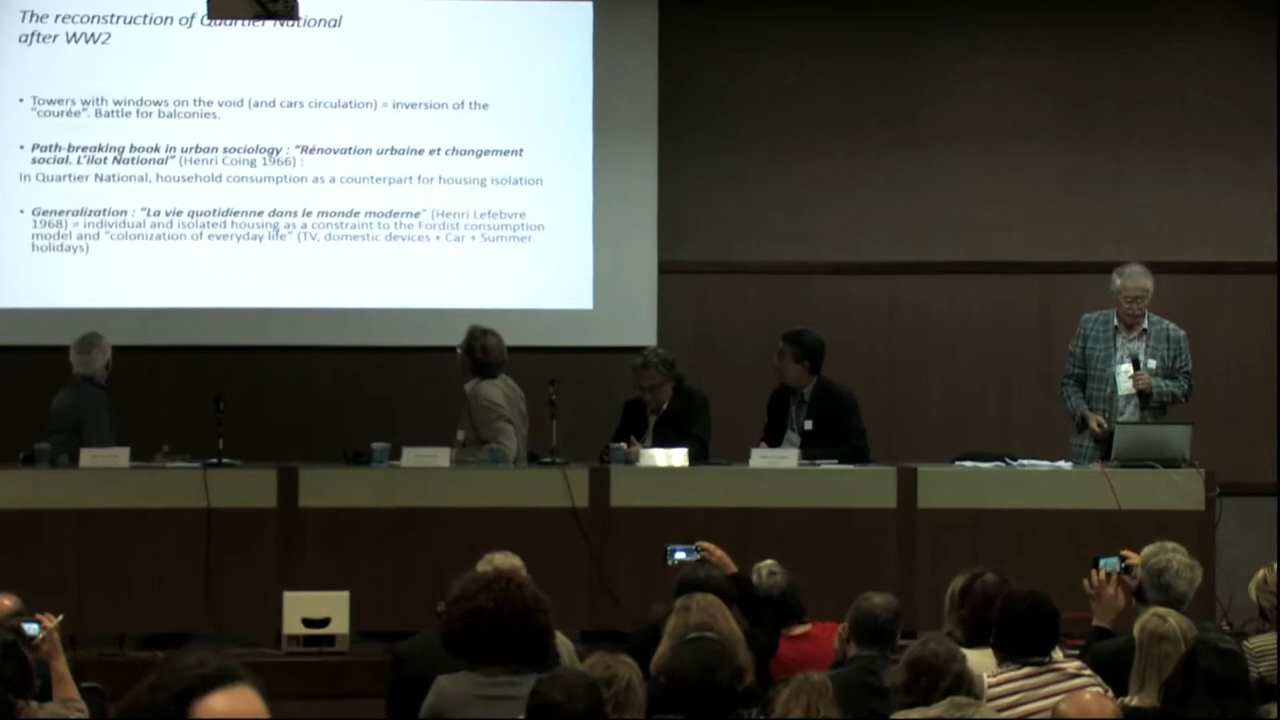 The reconstruction of Quartier National
after WW2
• Towers with windows on the void (and cars circulation) = inversion of the
"courée". Battle for balconies.
• Path-breaking book in urban sociology : "Rénovation urbaine et changement
social. L'ilot National" (Henri Coing 1966) :
In Quartier National, household consumption as a counterpart for housing isolation
• Generalization : "La vie quotidienne dans le monde moderne" (Henri Lefebvre
1968) = individual and isolated housing as a constraint to the Fordist consumption
model and "colonization of everyday life" (TV, domestic devices + Car + Summer
holidays)